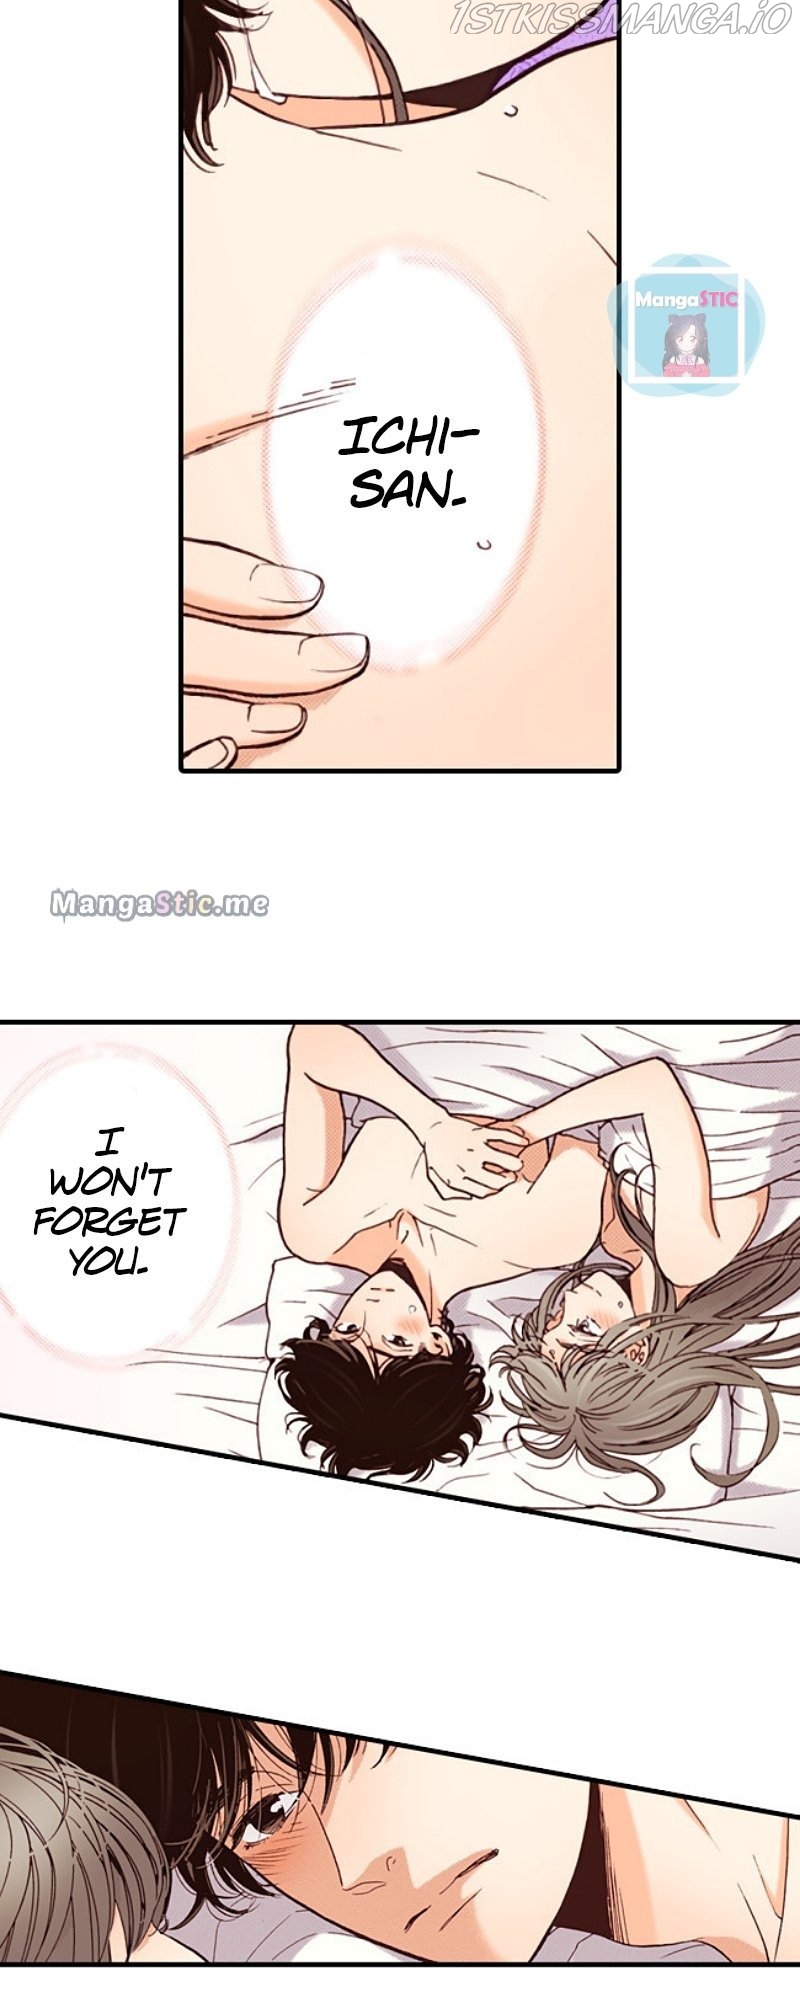 1STKISSMANGA.IO
MangaSTIC
ICHI-
SAN.
MangaStic.me
I
WON'T
FORGET
YOU.